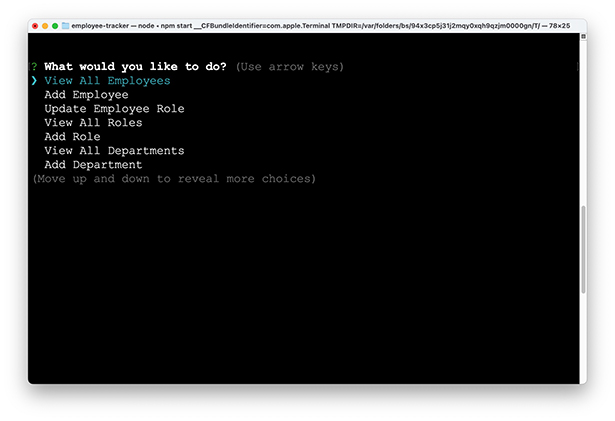 employee-tracker — node • npm start __CFBundleIdentifier=com.apple.Terminal TMPDIR=/var/folders/bs/94x3cp5j31j2mqy0xqh9qzjm0000gn/T/ — 78×25
? What would you like to do? (Use arrow keys)
❯ View All Employees
Add Employee
Update Employee Role
View All Roles
Add Role
View All Departments
Add Department
(Move up and down to reveal more choices)